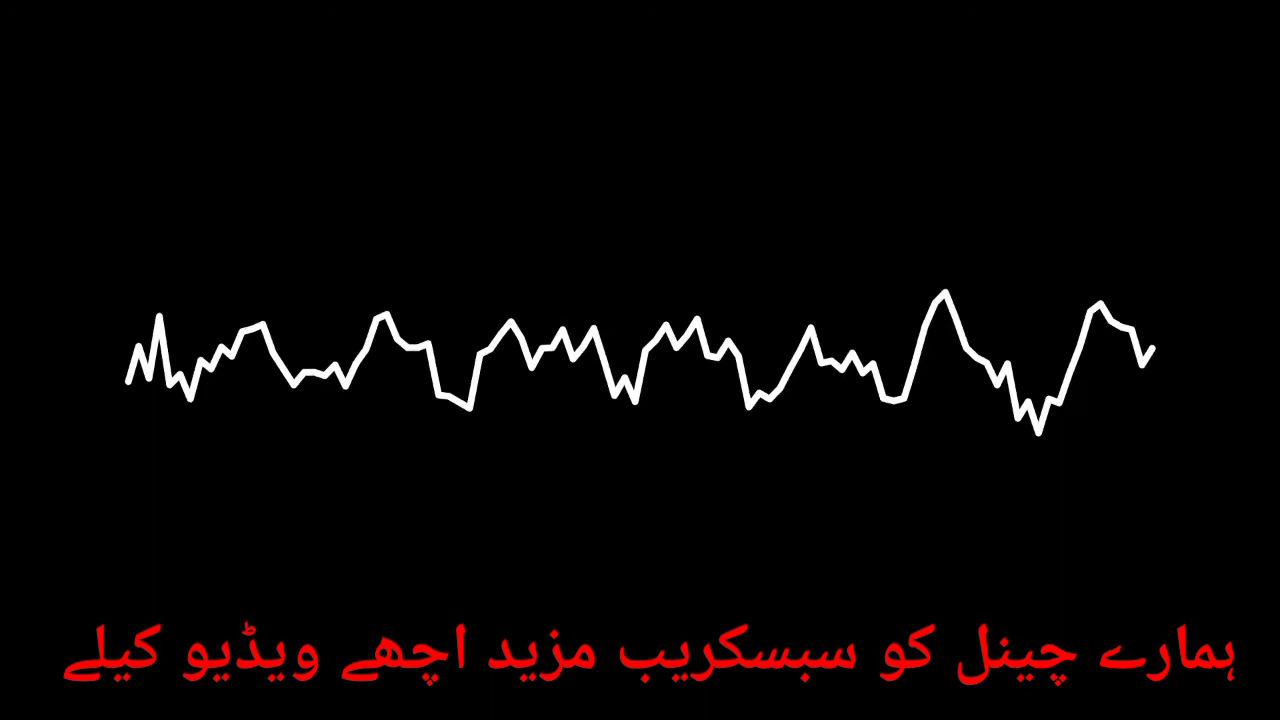 ہمارے چینل کو سبسکریب مزید اچھے ویڈیو کیلے